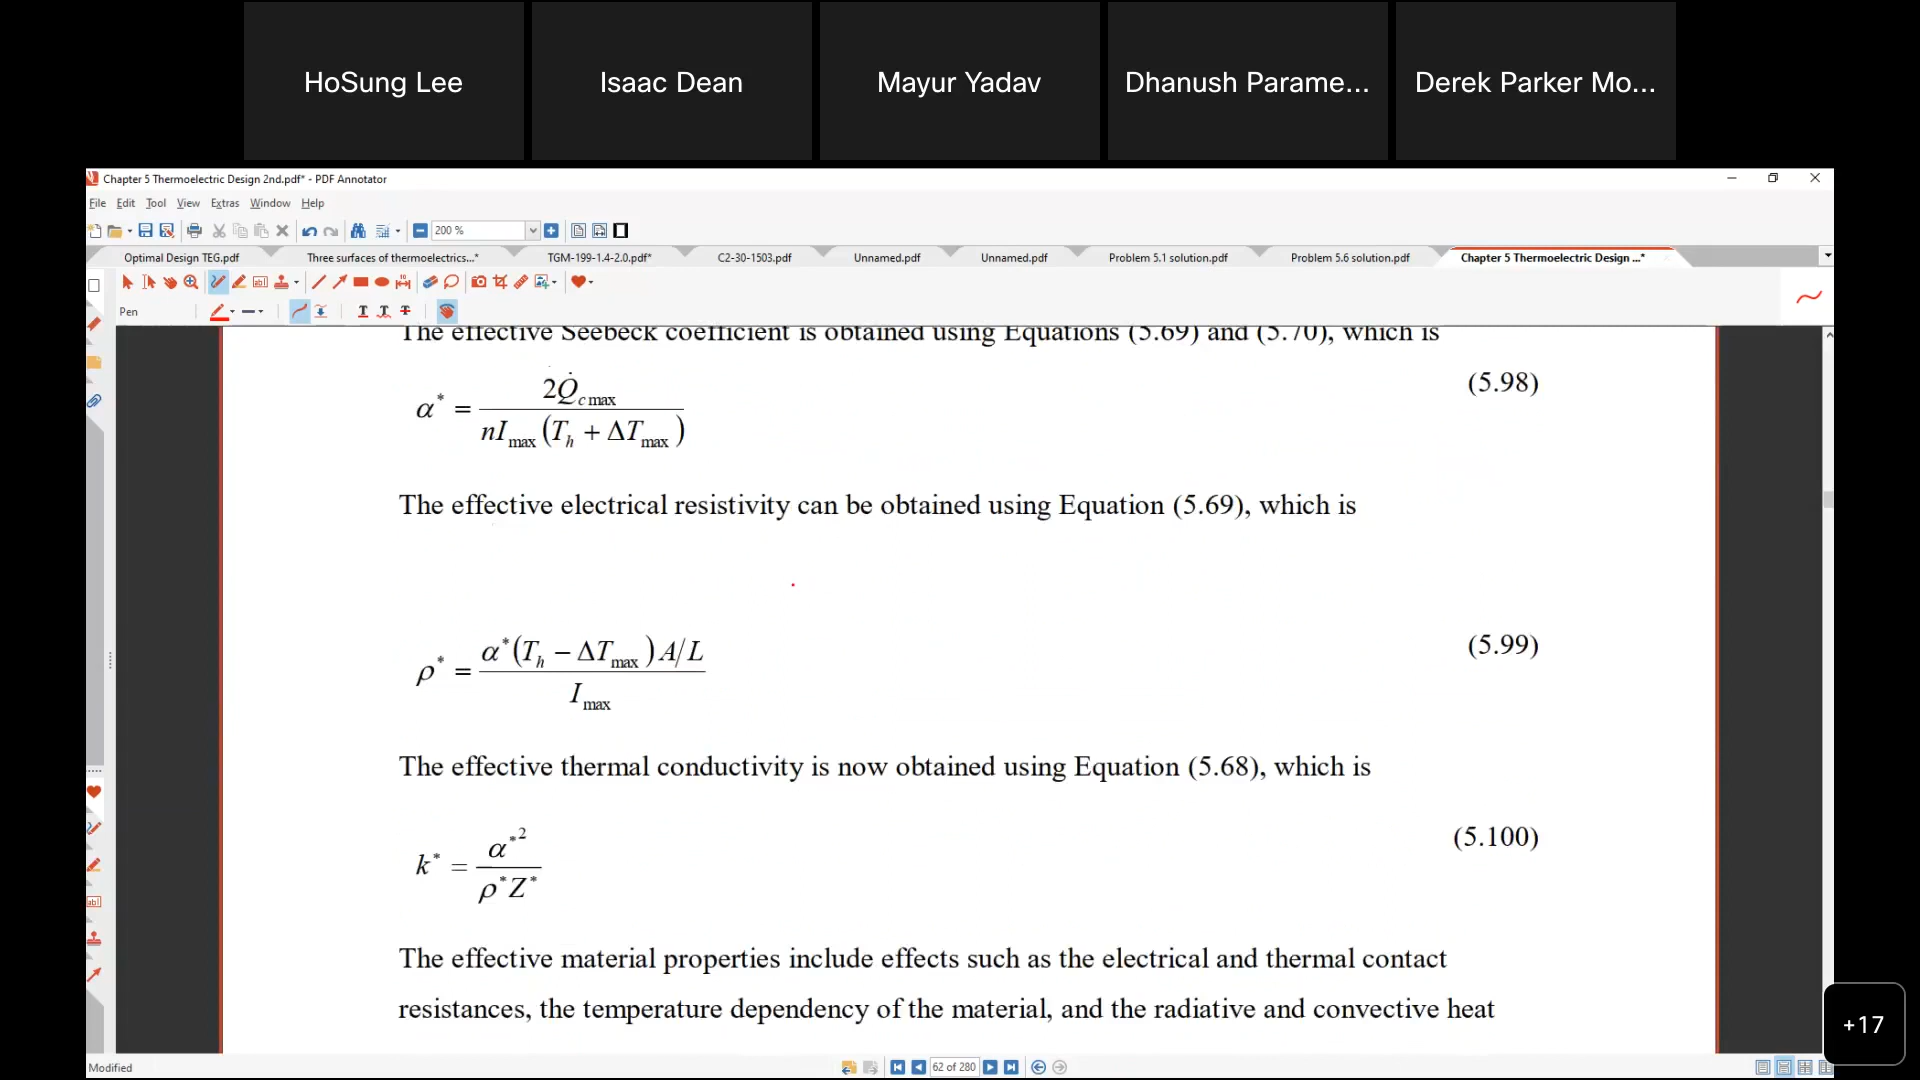 HoSung Lee
Isaac Dean
Mayur Yadav
Dhanush Parame...
Derek Parker Mo...
Chapter 5 Thermoelectric Design 2nd.pdf* - PDF Annotator
File Edit Tool View Extras Window Help
200 %
Optimal Design TEG.pdf
Three surfaces of thermoelectrics...*
TGM-199-1.4-2.0.pdf*
C2-30-1503.pdf
Unnamed.pdf
Unnamed.pdf
Problem 5.1 solution.pdf
Problem 5.6 solution.pdf
Chapter 5 Thermoelectric Design ...*
Pen
The effective Seebeck coefficient is obtained using Equations (5.69) and (5.70), which is
α* = 2Q̇c max / nImax (Th + ΔTmax) (5.98)
The effective electrical resistivity can be obtained using Equation (5.69), which is
ρ* = α*(Th − ΔTmax) A/L / Imax (5.99)
The effective thermal conductivity is now obtained using Equation (5.68), which is
k* = α*2 / ρ*Z* (5.100)
The effective material properties include effects such as the electrical and thermal contact
resistances, the temperature dependency of the material, and the radiative and convective heat
+17
Modified
62 of 280